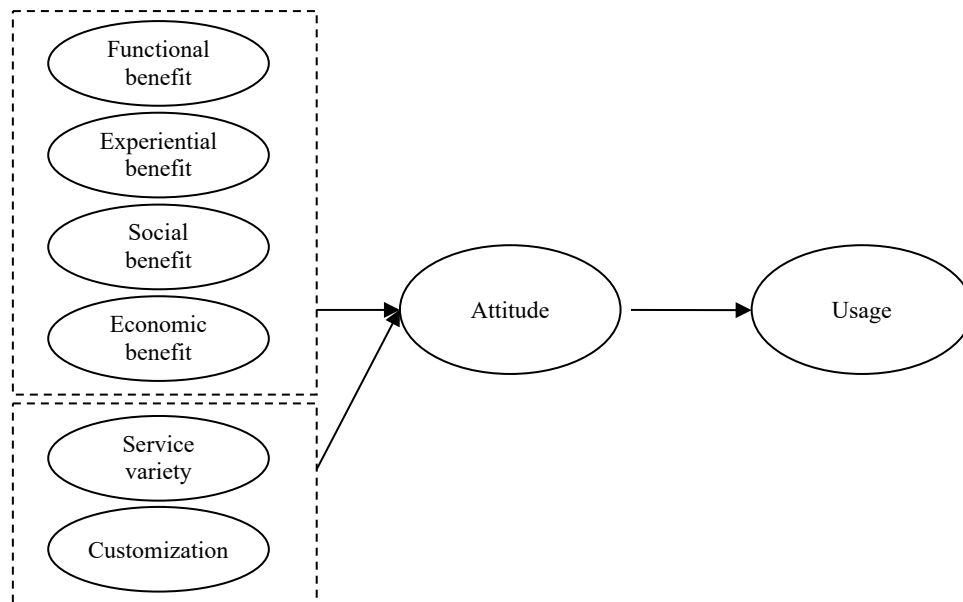 Functional
benefit
Experiential
benefit
Social
benefit
Economic
benefit
Service
variety
Customization
Attitude
Usage